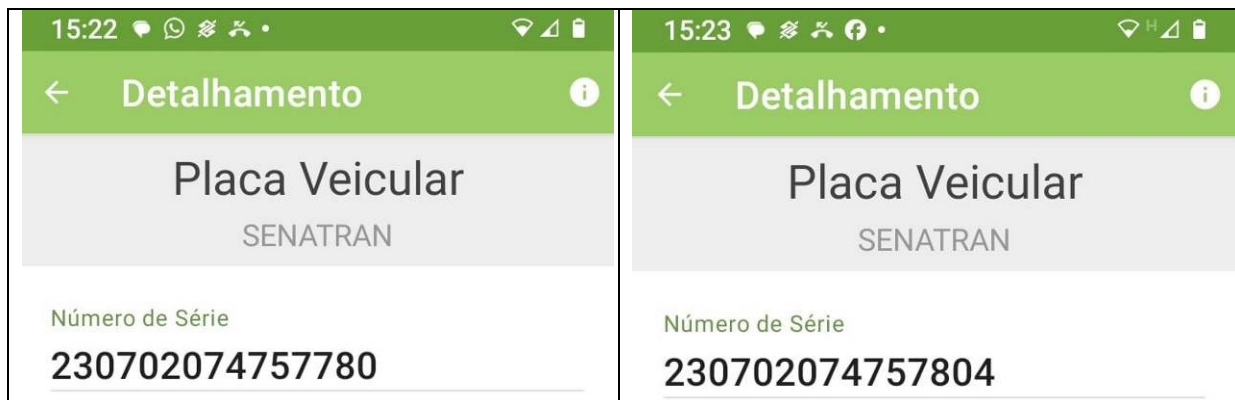 15:22
Detalhamento
Placa Veicular
SENATRAN
Número de Série
230702074757780
15:23
H
Detalhamento
Placa Veicular
SENATRAN
Número de Série
230702074757804